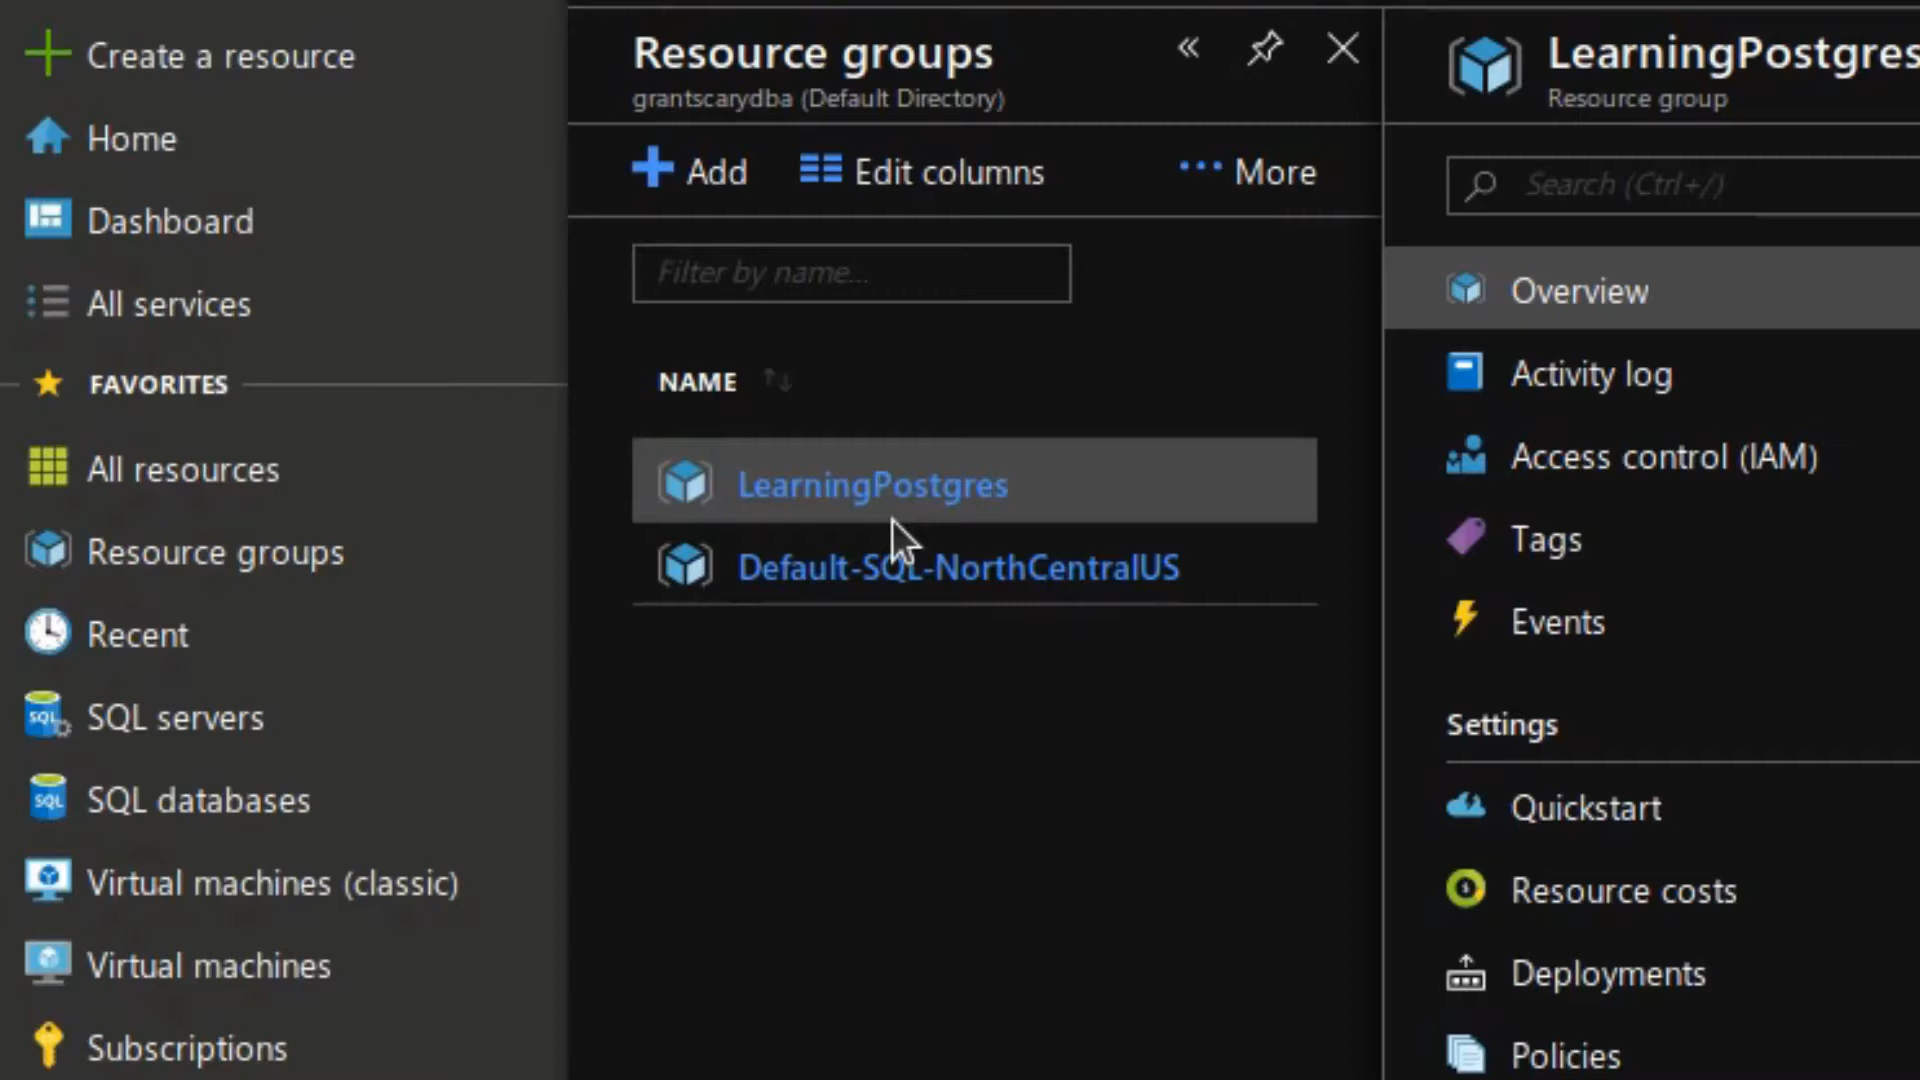 Create a resource
Home
Dashboard
All services
FAVORITES
All resources
Resource groups
Recent
SQL servers
SQL databases
Virtual machines (classic)
Virtual machines
Subscriptions
Resource groups
grantscarydba (Default Directory)
Add
Edit columns
More
Filter by name...
NAME
LearningPostgres
Default-SQL-NorthCentralUS
LearningPostgres
Resource group
Search (Ctrl+/)
Overview
Activity log
Access control (IAM)
Tags
Events
Settings
Quickstart
Resource costs
Deployments
Policies